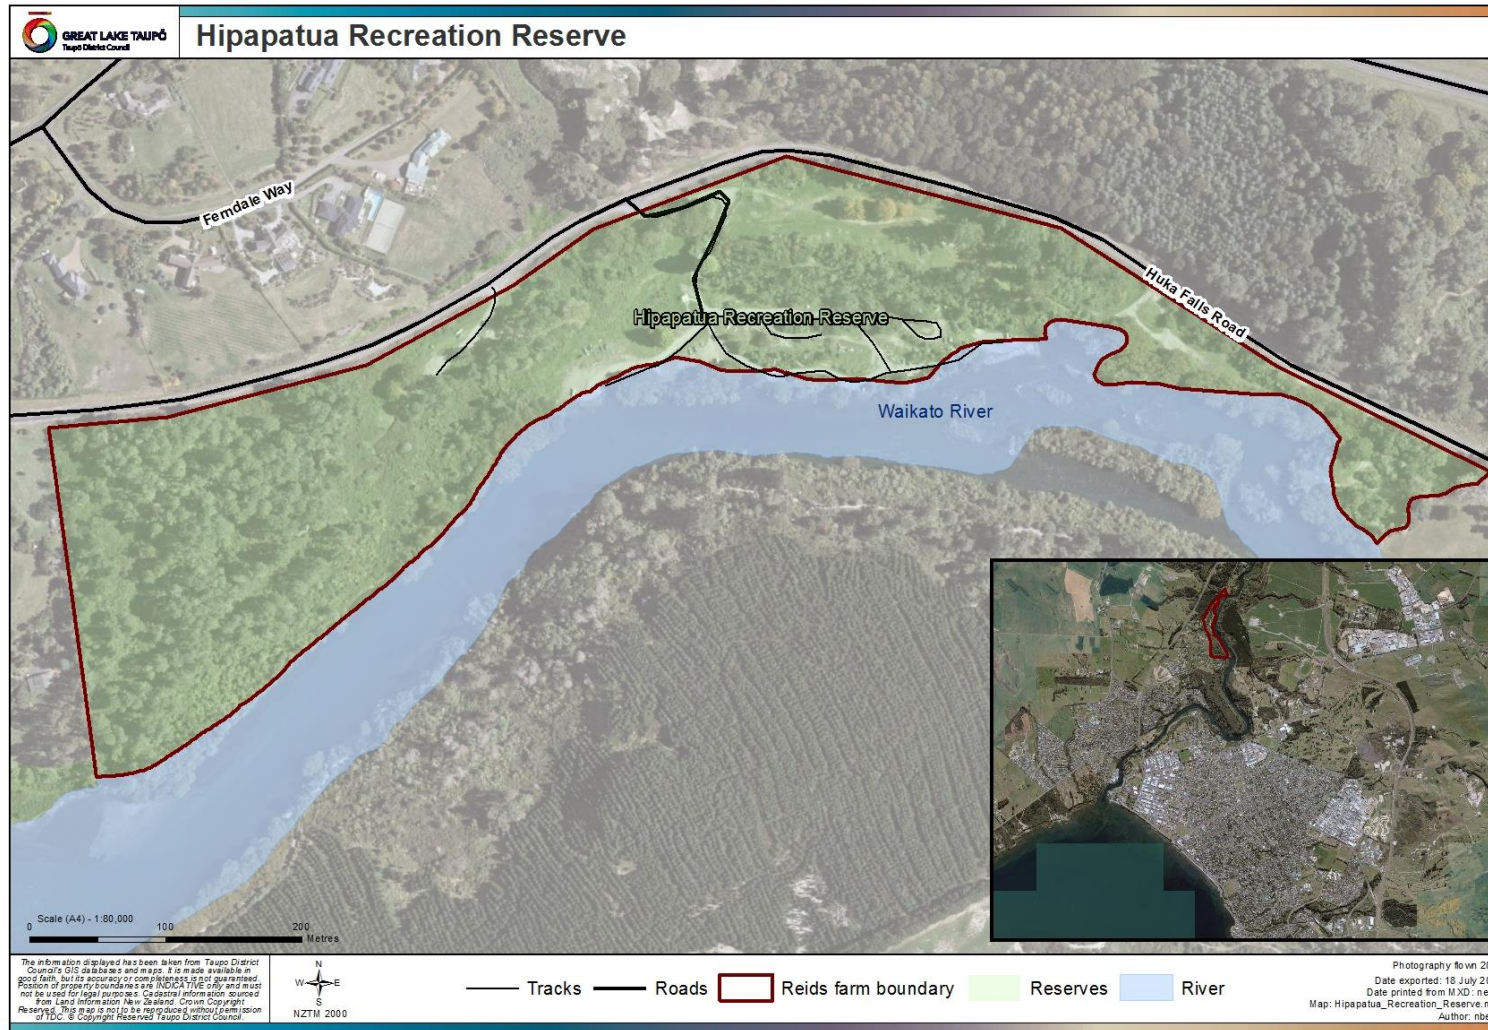 GREAT LAKE TAUPŌ
Taupō District Council
Hipapatua Recreation Reserve
Ferndale Way
Huka Falls Road
Hipapatua Recreation Reserve
Waikato River
Scale (A4) - 1:80,000
0 100 200
Metres
The information displayed has been taken from Taupo District
Council's GIS databases and maps. It is made available in
good faith, but its accuracy or completeness is not guaranteed.
Position of property boundaries are INDICATIVE only and must
not be used for legal purposes. Cadastral information sourced
from Land Information New Zealand. Crown Copyright
Reserved. This map is not to be reproduced without permission
of TDC. © Copyright Reserved Taupo District Council.
N
W E
S
NZTM 2000
Tracks Roads Reids farm boundary Reserves River
Photography flown 20
Date exported: 18 July 20
Date printed from MXD: ne
Map: Hipapatua_Recreation_Reserve.m
Author: nbe